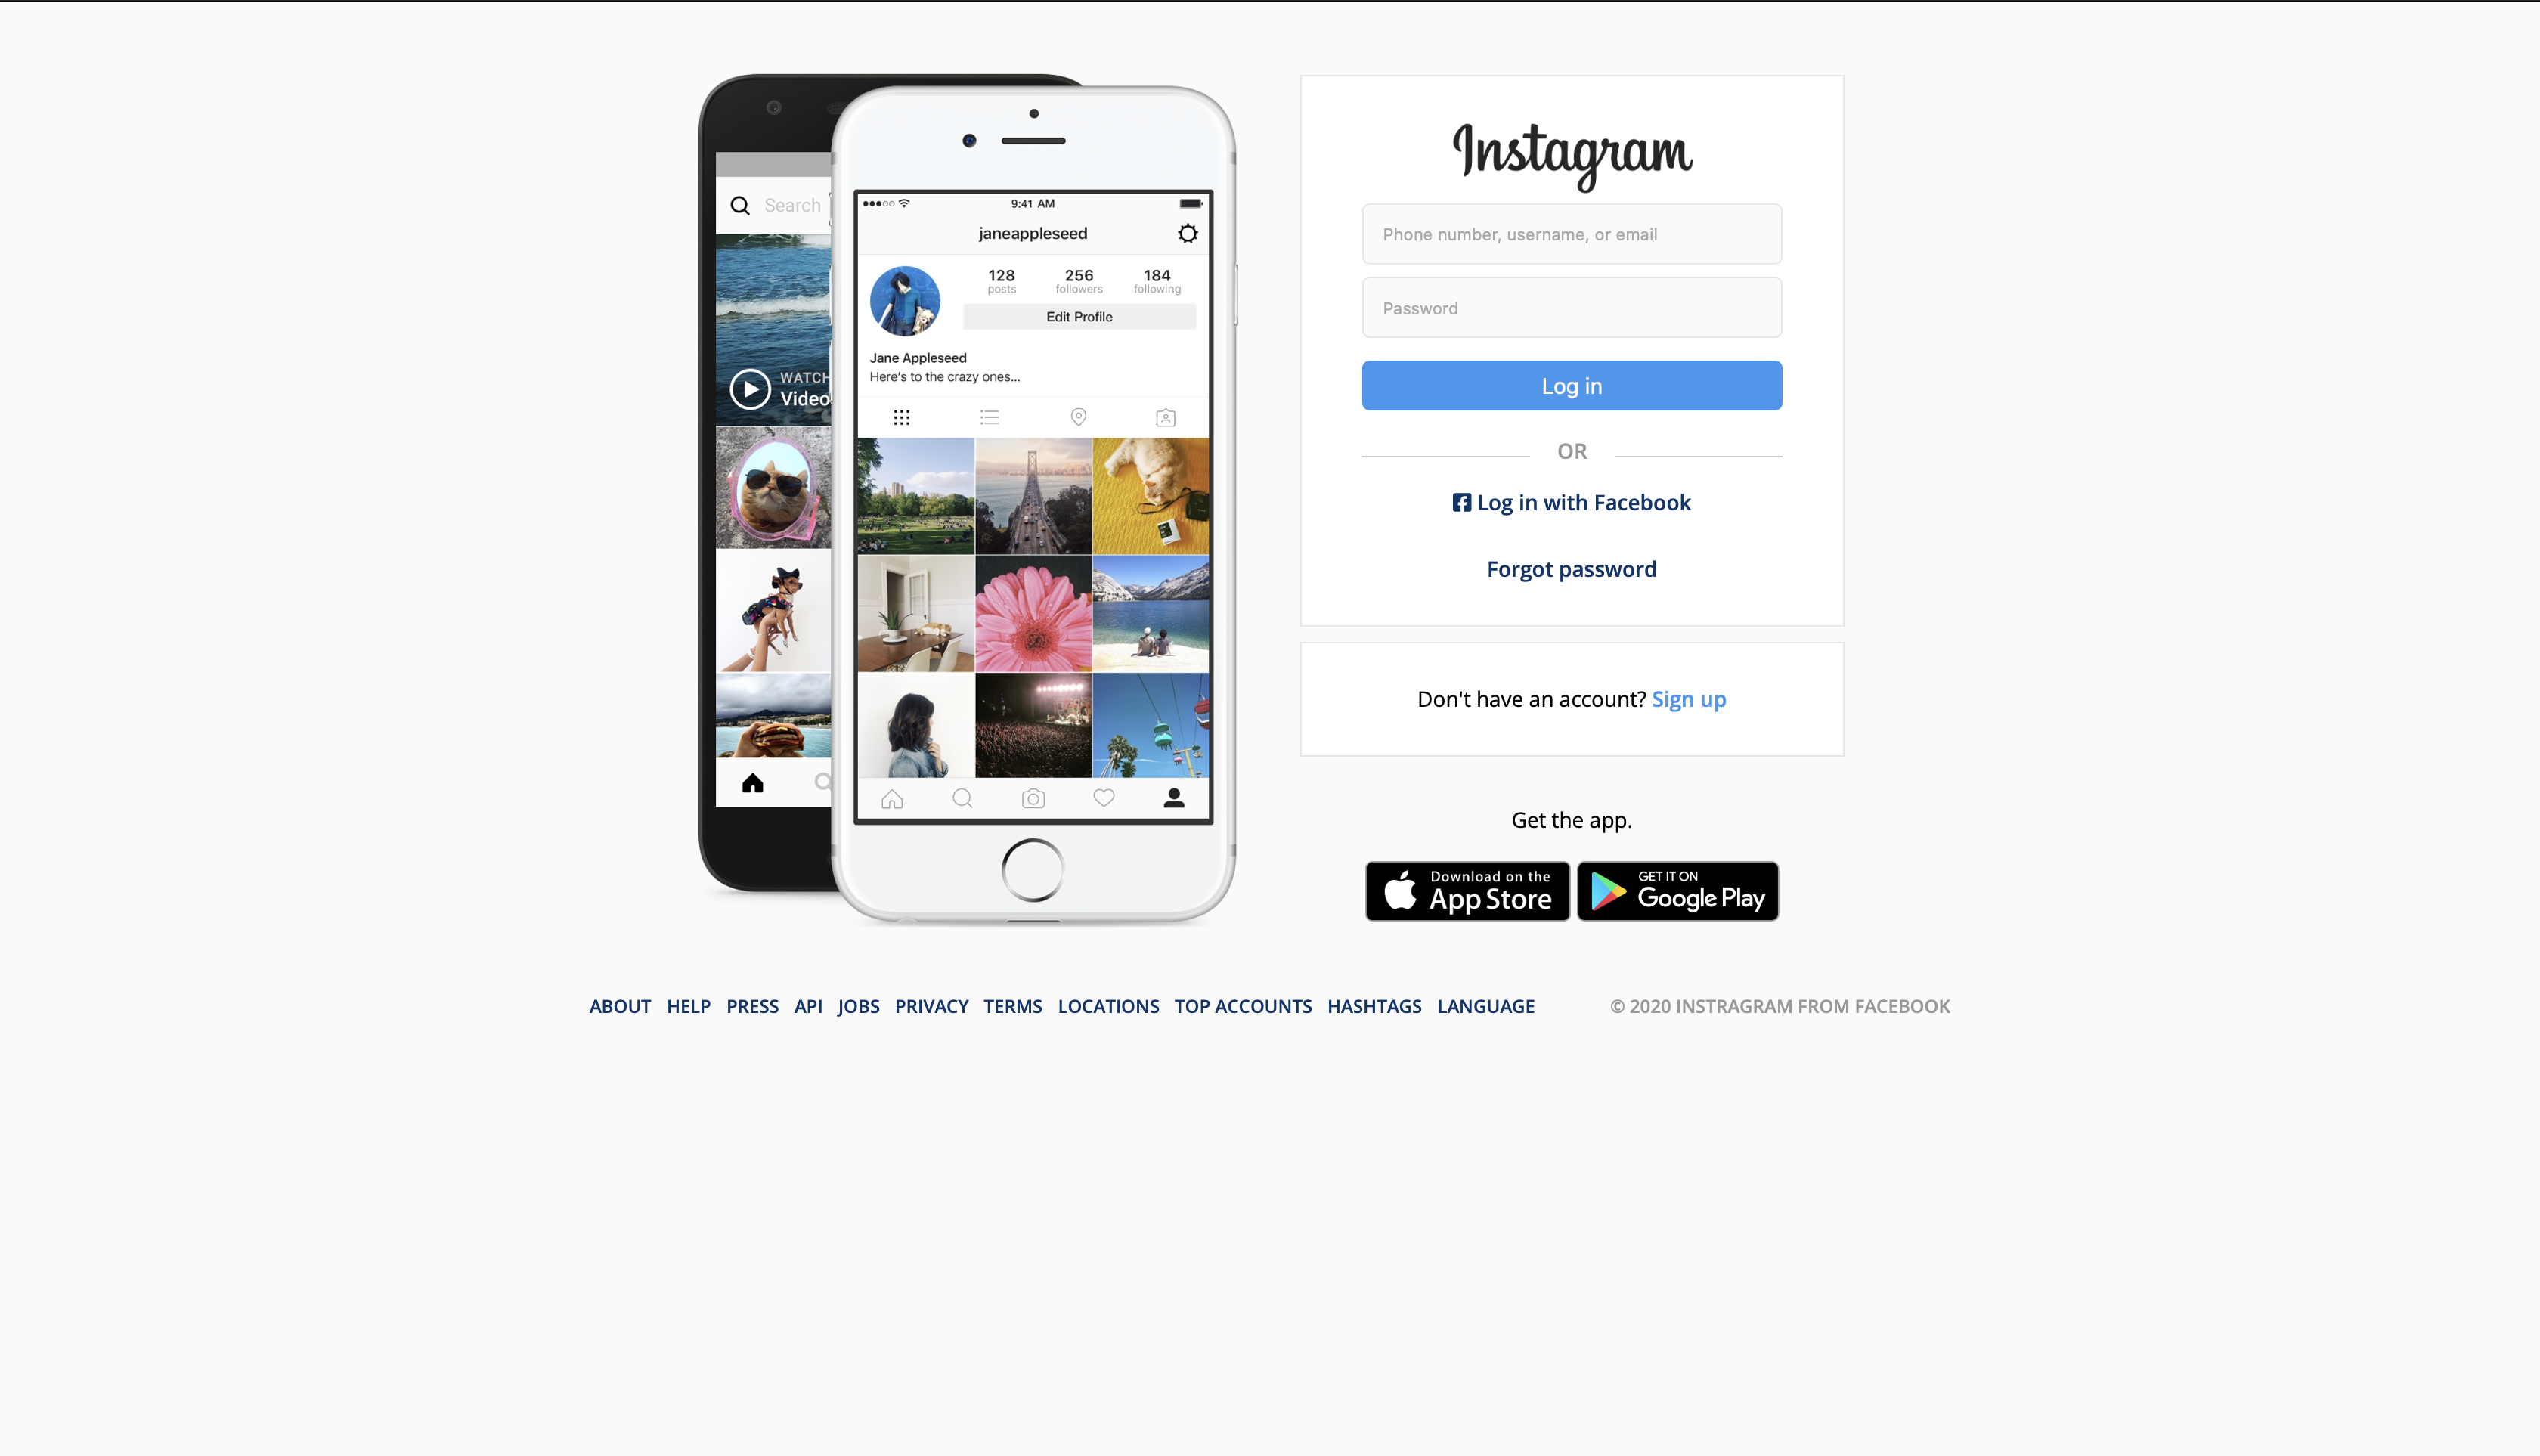 Search
WATCH
Video
9:41 AM
janeappleseed
128 256 184
posts followers following
Edit Profile
Jane Appleseed
Here's to the crazy ones...
Instagram
Phone number, username, or email
Password
Log in
OR
Log in with Facebook
Forgot password
Don't have an account? Sign up
Get the app.
Download on the
App Store
GET IT ON
Google Play
ABOUT HELP PRESS API JOBS PRIVACY TERMS LOCATIONS TOP ACCOUNTS HASHTAGS LANGUAGE © 2020 INSTRAGRAM FROM FACEBOOK